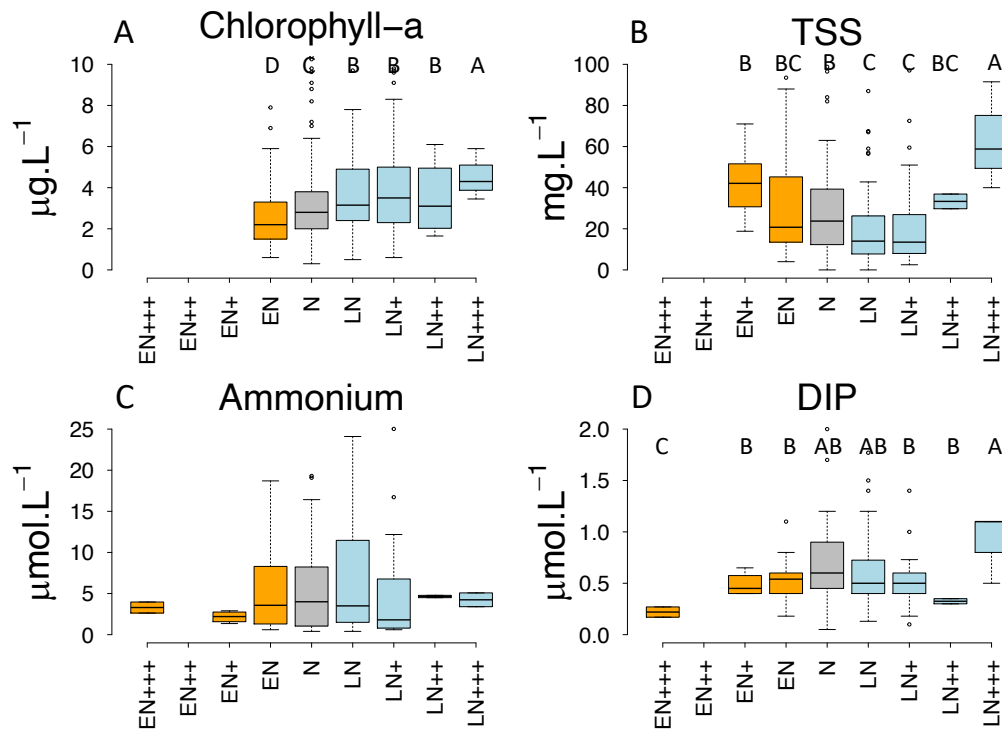 A Chlorophyll−a
µg.L−1
10
8
6
4
2
0
D C B B B A
EN+++ EN++ EN+ EN N LN LN+ LN++ LN+++
B TSS
mg.L−1
100
80
60
40
20
0
B BC B C C BC A
EN+++ EN++ EN+ EN N LN LN+ LN++ LN+++
C Ammonium
µmol.L−1
25
20
15
10
5
0
EN+++ EN++ EN+ EN N LN LN+ LN++ LN+++
D DIP
µmol.L−1
2.0
1.5
1.0
0.5
0.0
C B B AB AB B B A
EN+++ EN++ EN+ EN N LN LN+ LN++ LN+++